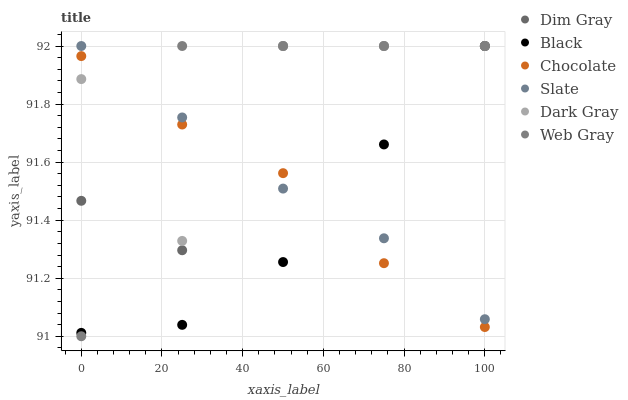 title
92
91.8
91.6
91.4
91.2
91
0
20
40
60
80
100
xaxis_label
yaxis_label
Dim Gray
Black
Chocolate
Slate
Dark Gray
Web Gray